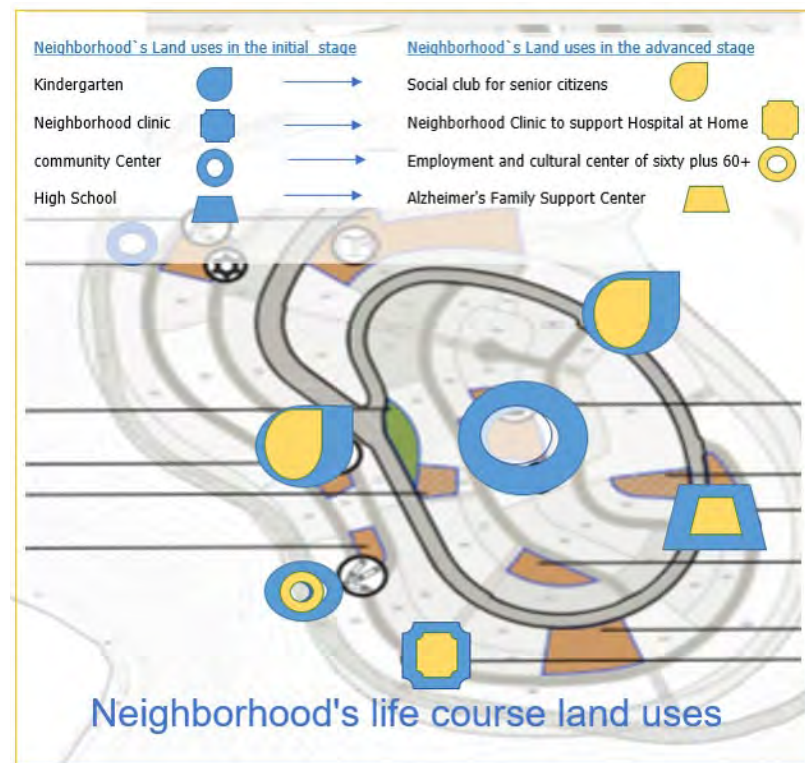 Neighborhood`s Land uses in the initial stage
Neighborhood`s Land uses in the advanced stage
Kindergarten
Social club for senior citizens
Neighborhood clinic
Neighborhood Clinic to support Hospital at Home
community Center
Employment and cultural center of sixty plus 60+
High School
Alzheimer's Family Support Center
Neighborhood's life course land uses